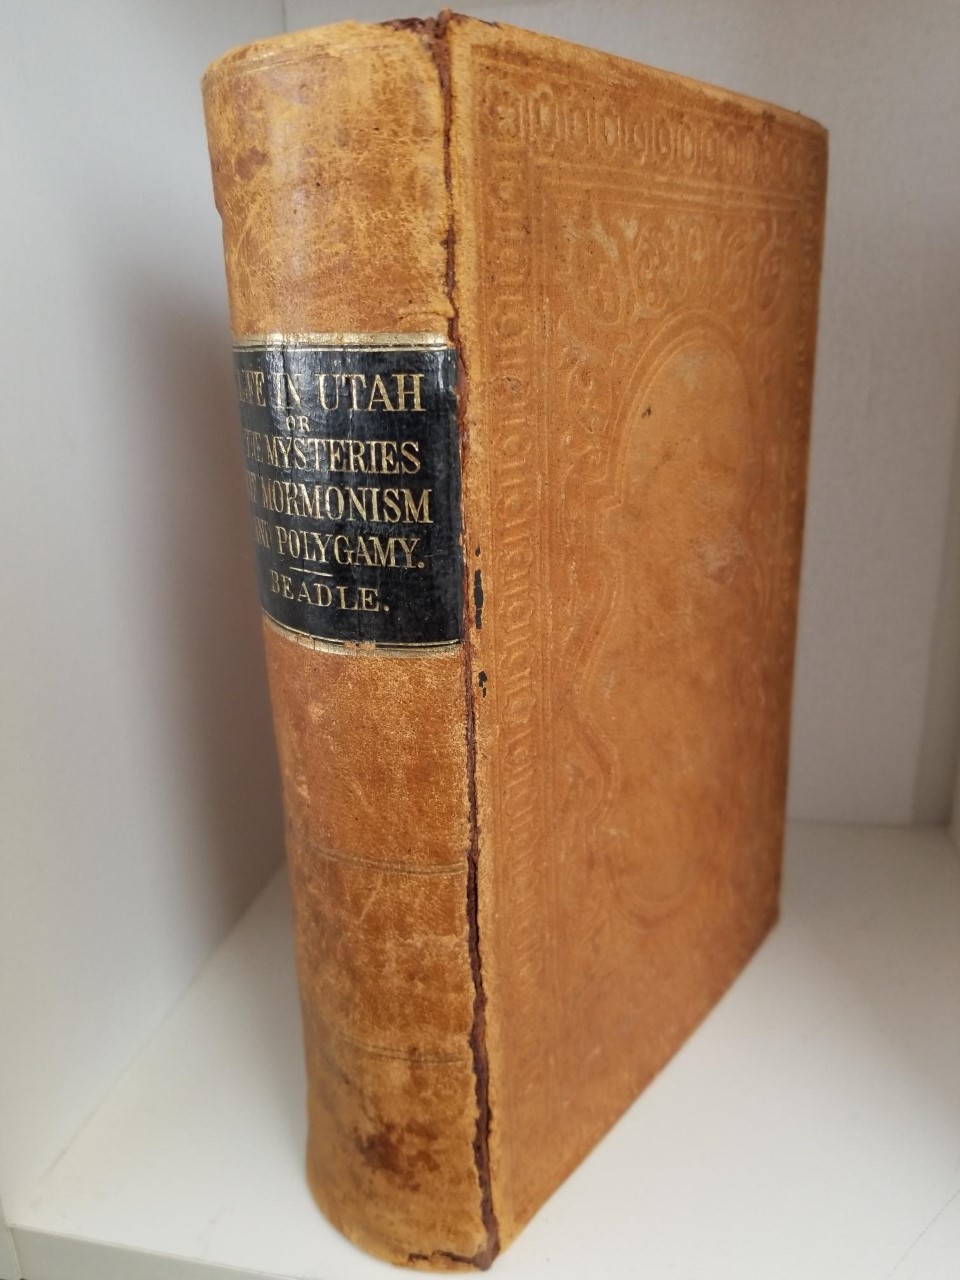 LIFE IN UTAH
OR
THE MYSTERIES
OF MORMONISM
AND POLYGAMY.
BEADLE.